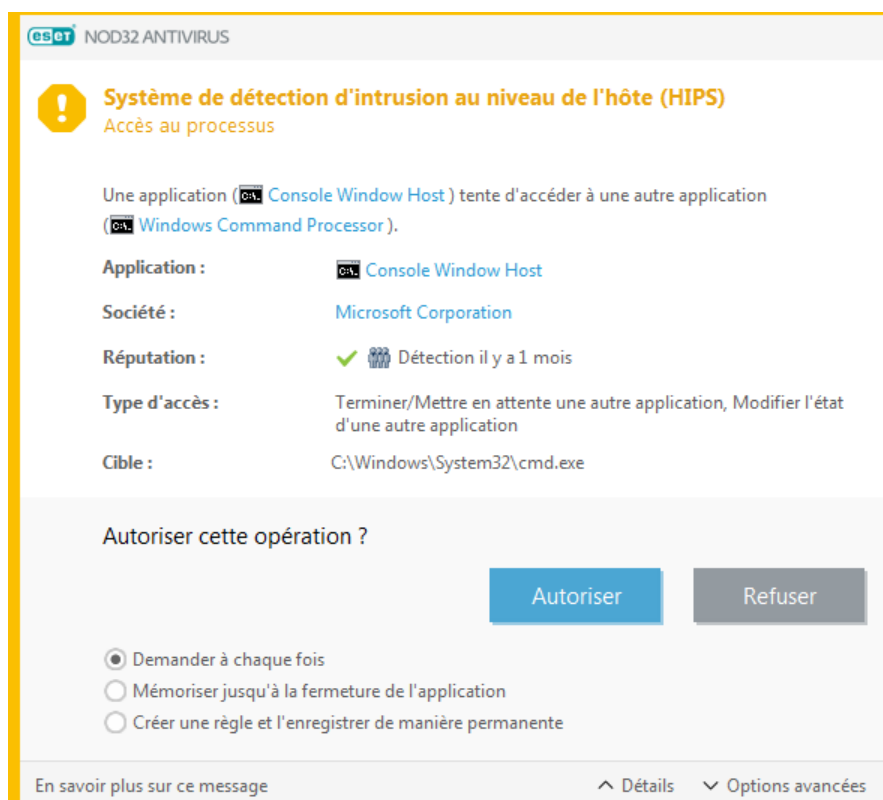 eset NOD32 ANTIVIRUS
Système de détection d'intrusion au niveau de l'hôte (HIPS)
Accès au processus
Une application ( C:\. Console Window Host ) tente d'accéder à une autre application
( C:\. Windows Command Processor ).
Application : C:\. Console Window Host
Société : Microsoft Corporation
Réputation : Détection il y a 1 mois
Type d'accès : Terminer/Mettre en attente une autre application, Modifier l'état
d'une autre application
Cible : C:\Windows\System32\cmd.exe
Autoriser cette opération ?
Autoriser Refuser
Demander à chaque fois
Mémoriser jusqu'à la fermeture de l'application
Créer une règle et l'enregistrer de manière permanente
En savoir plus sur ce message Détails Options avancées